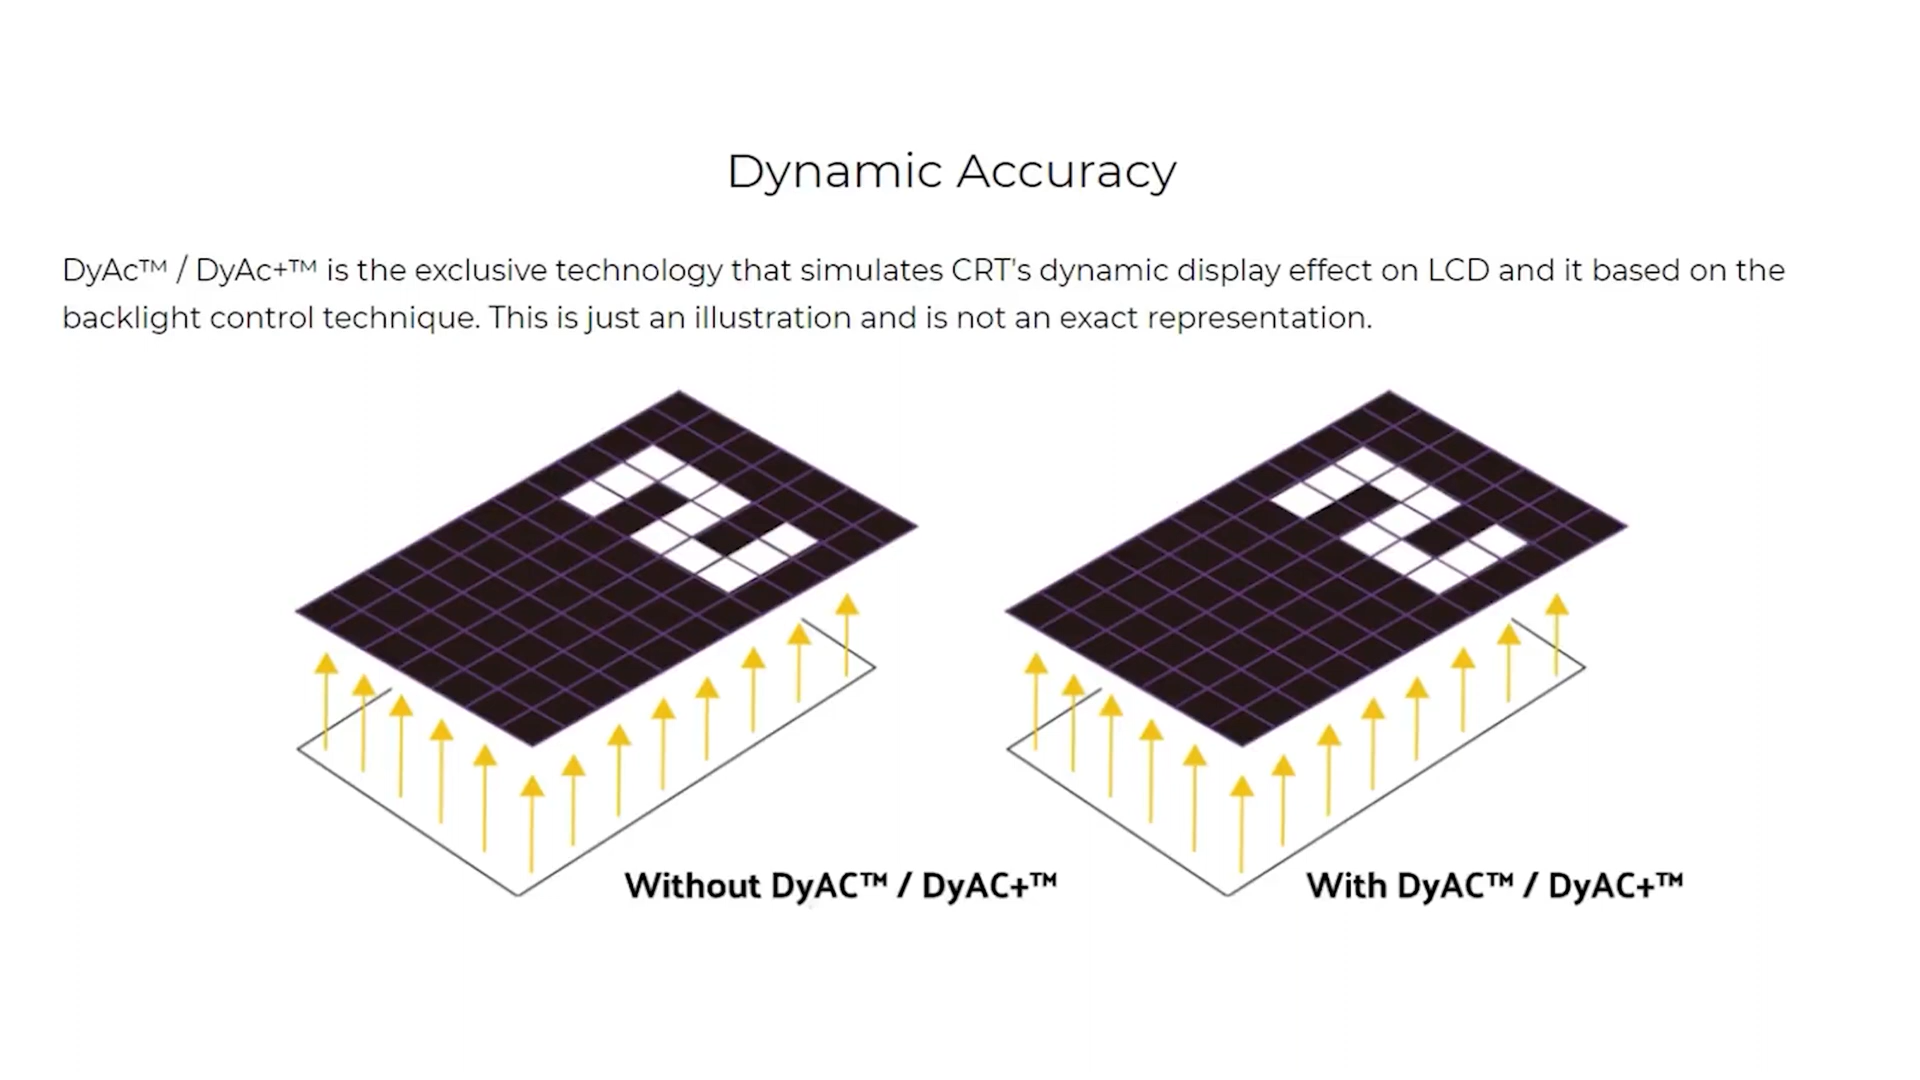 Dynamic Accuracy
DyAc™ / DyAc+™ is the exclusive technology that simulates CRT's dynamic display effect on LCD and it based on the
backlight control technique. This is just an illustration and is not an exact representation.
Without DyAC™ / DyAC+™
With DyAC™ / DyAC+™